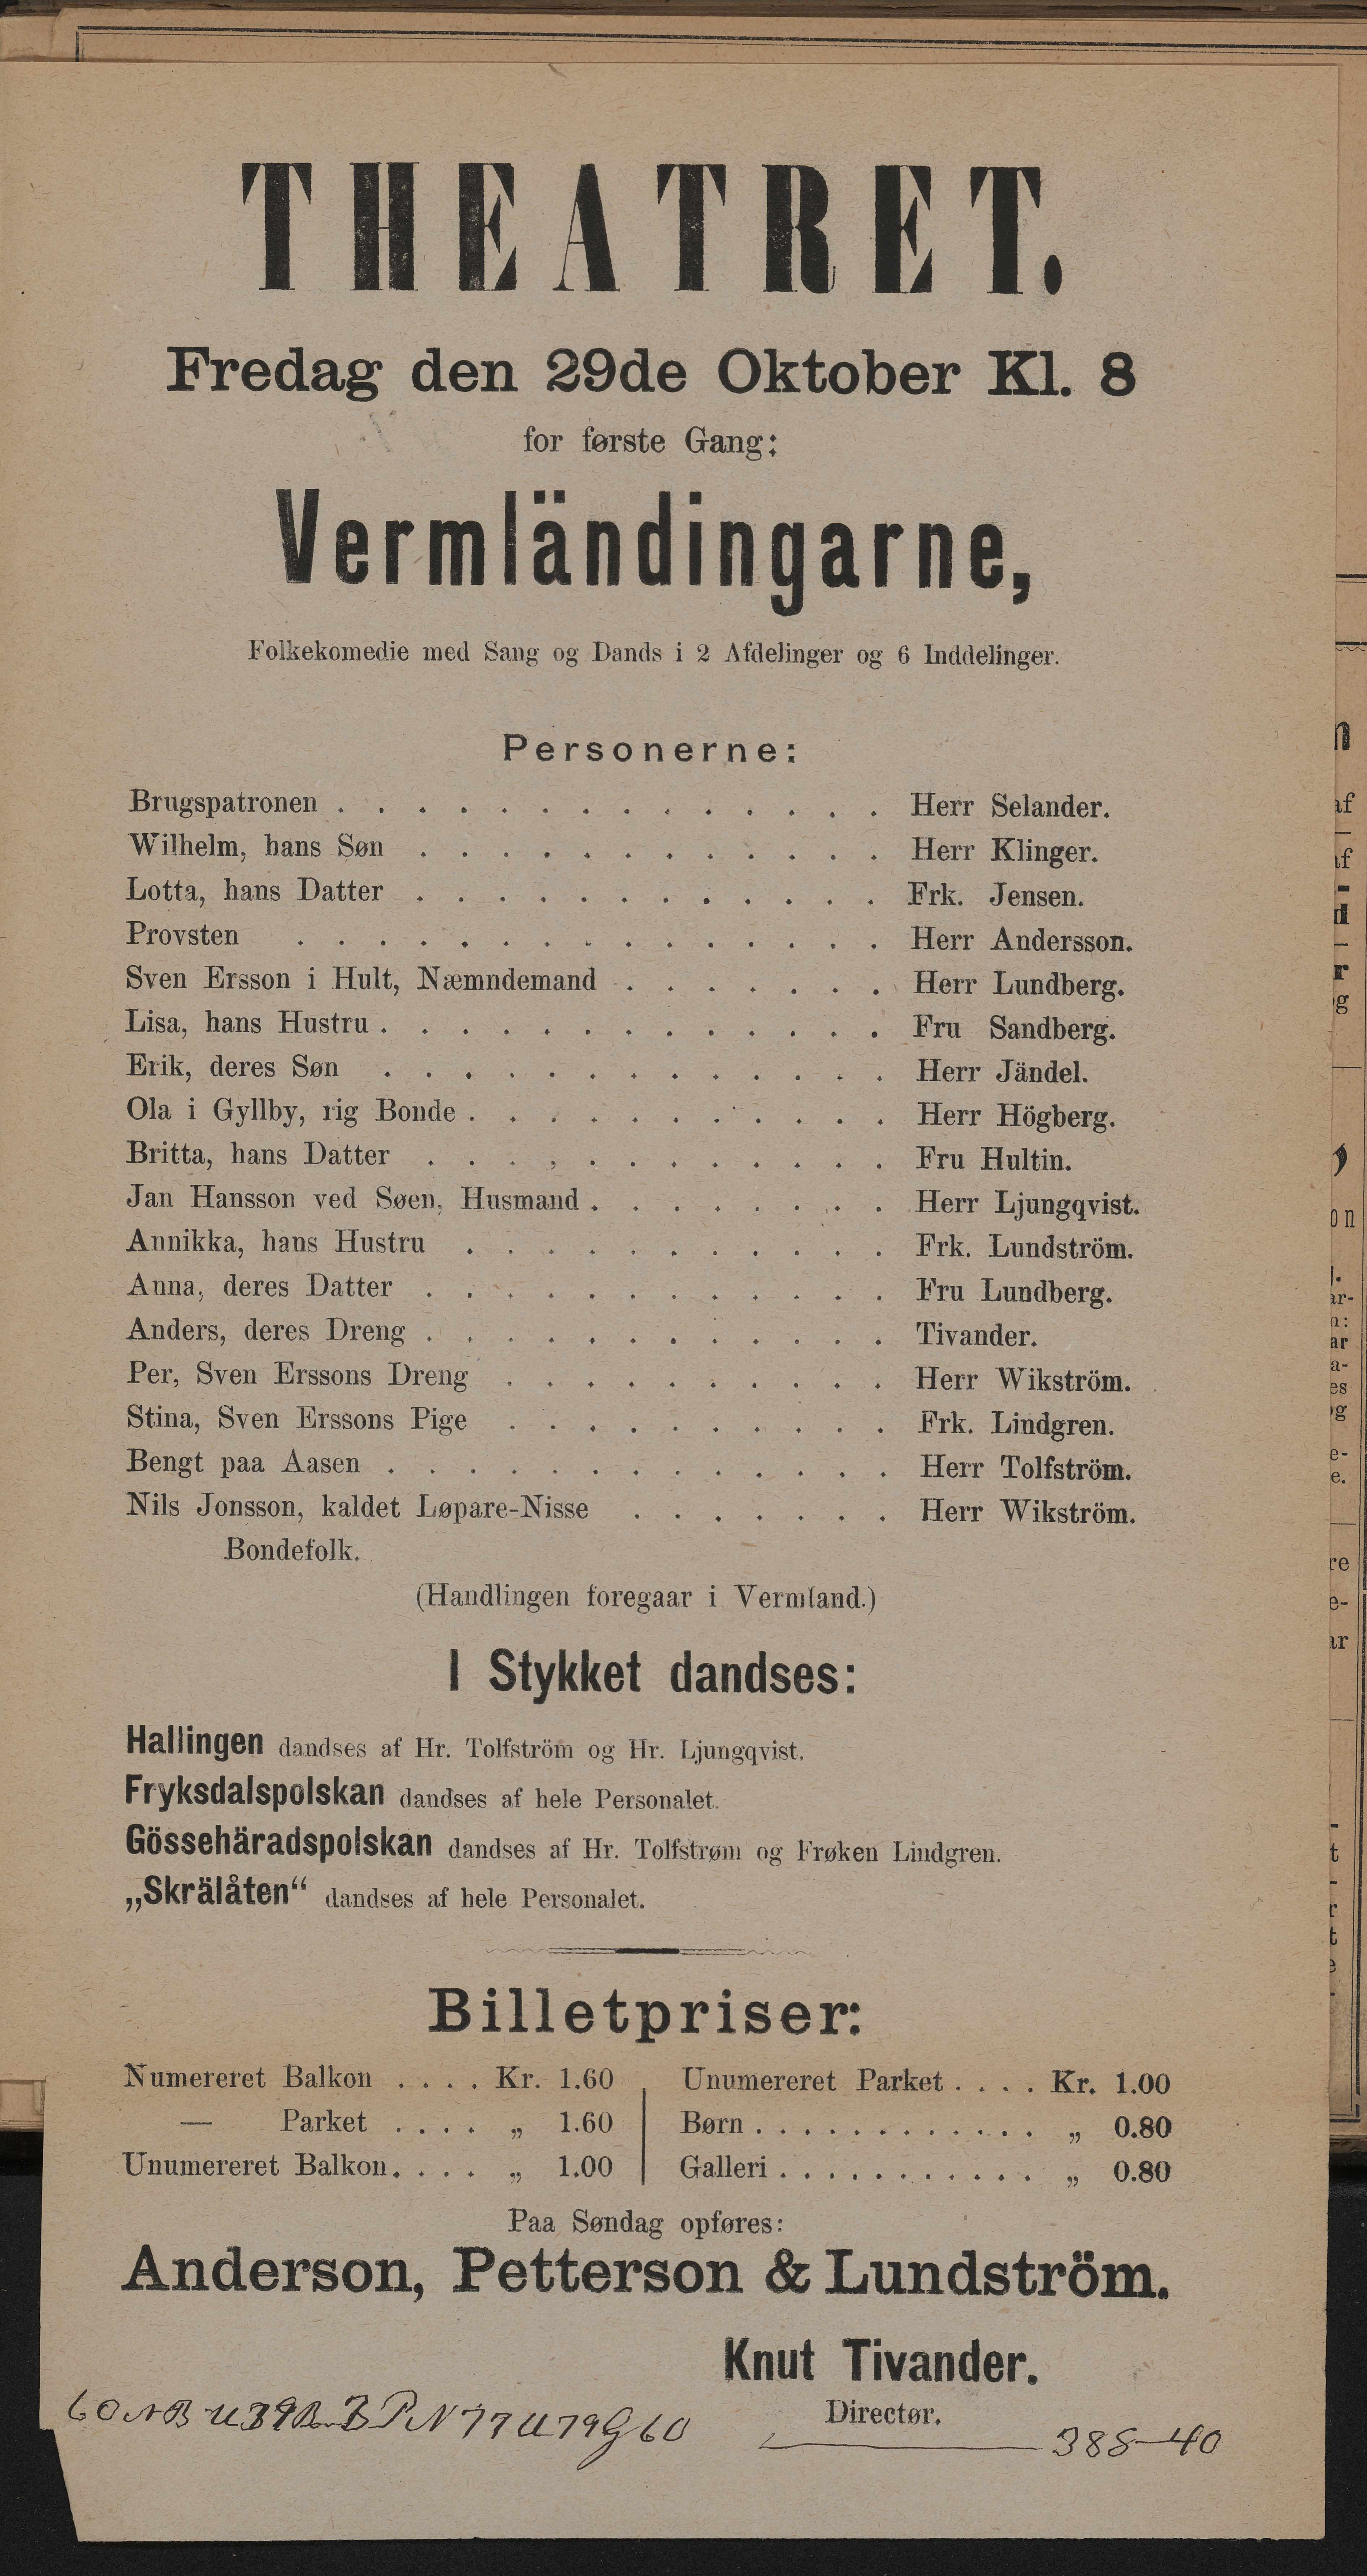 THEATRET.
Fredag den 29de Oktober Kl. 8
for første Gang:
Vermländingarne,
Folkekomedie med Sang og Dands i 2 Afdelinger og 6 Inddelinger.
Personerne:
Brugspatronen . . . . . . . . . . . . . . Herr Selander.
Wilhelm, hans Søn . . . . . . . . . . . . Herr Klinger.
Lotta, hans Datter . . . . . . . . . . . . Frk. Jensen.
Provsten . . . . . . . . . . . . . . . Herr Andersson.
Sven Ersson i Hult, Næmndemand . . . . . . . Herr Lundberg.
Lisa, hans Hustru . . . . . . . . . . . . . Fru Sandberg.
Erik, deres Søn . . . . . . . . . . . . . Herr Jändel.
Ola i Gyllby, rig Bonde . . . . . . . . . . . Herr Högberg.
Britta, hans Datter . . . . . . . . . . . . Fru Hultin.
Jan Hansson ved Søen, Husmand . . . . . . . . Herr Ljungqvist.
Annikka, hans Hustru . . . . . . . . . . . Frk. Lundström.
Anna, deres Datter . . . . . . . . . . . . Fru Lundberg.
Anders, deres Dreng . . . . . . . . . . . . Tivander.
Per, Sven Erssons Dreng . . . . . . . . . . Herr Wikström.
Stina, Sven Erssons Pige . . . . . . . . . . Frk. Lindgren.
Bengt paa Aasen . . . . . . . . . . . . . Herr Tolfström.
Nils Jonsson, kaldet Løpare-Nisse . . . . . . . Herr Wikström.
Bondefolk.
(Handlingen foregaar i Vermland.)
I Stykket dandses:
Hallingen dandses af Hr. Tolfström og Hr. Ljungqvist.
Fryksdalspolskan dandses af hele Personalet.
Gössehäradspolskan dandses af Hr. Tolfstrøm og Frøken Lindgren.
„Skrälåten“ dandses af hele Personalet.
Billetpriser:
Numereret Balkon . . . . Kr. 1.60
— Parket . . . . „ 1.60
Unumereret Balkon. . . . „ 1.00
Unumereret Parket . . . . Kr. 1.00
Børn . . . . . . . . . . . . „ 0.80
Galleri . . . . . . . . . . . „ 0.80
Paa Søndag opføres:
Anderson, Petterson & Lundström.
Knut Tivander.
Directør.
388-40